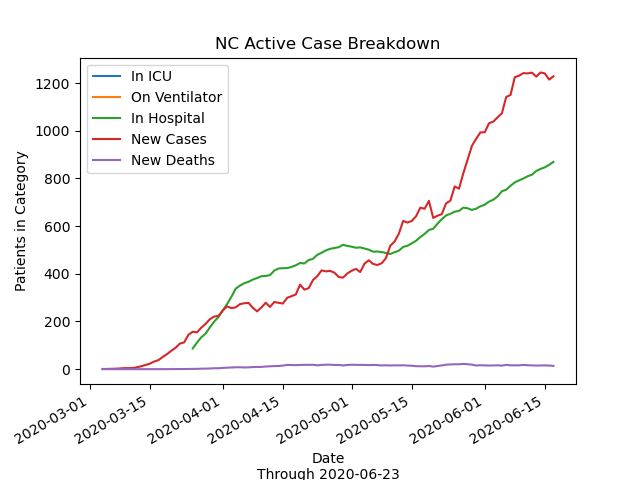 NC Active Case Breakdown
In ICU
On Ventilator
In Hospital
New Cases
New Deaths
Patients in Category
1200
1000
800
600
400
200
0
2020-03-01
2020-03-15
2020-04-01
2020-04-15
2020-05-01
2020-05-15
2020-06-01
2020-06-15
Date
Through 2020-06-23